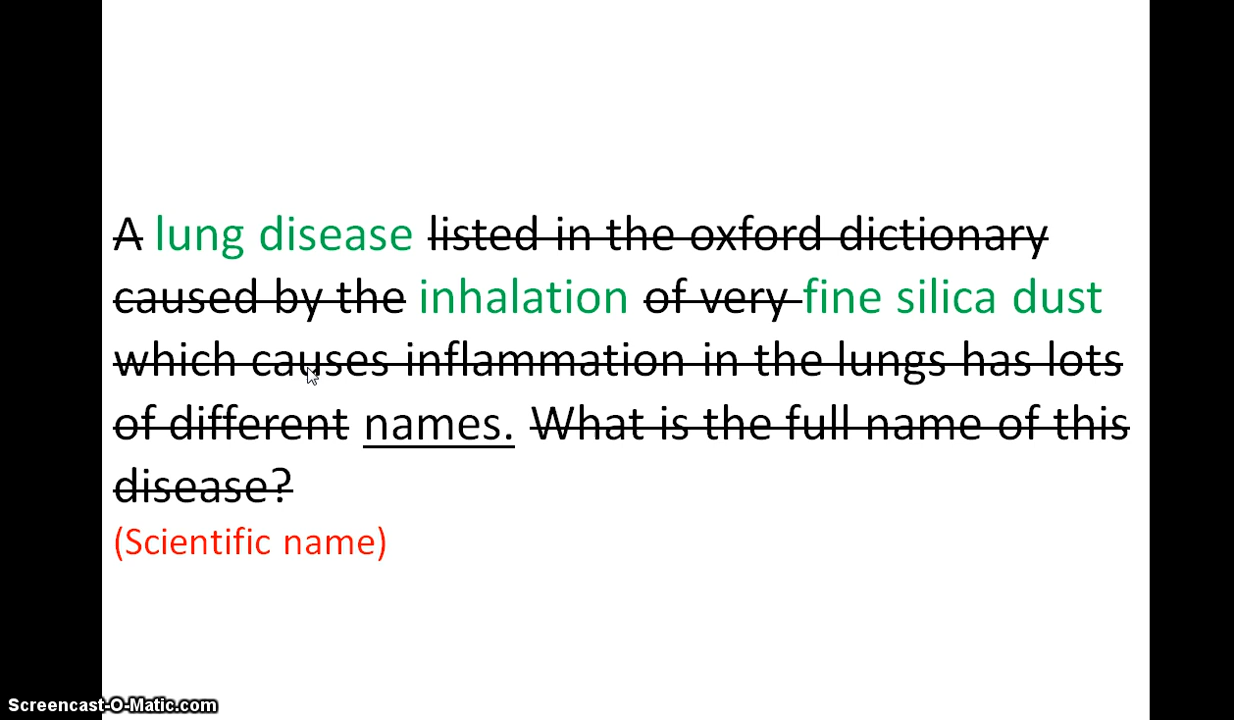 A lung disease listed in the oxford dictionary
caused by the inhalation of very fine silica dust
which causes inflammation in the lungs has lots
of different names. What is the full name of this
disease?
(Scientific name)
Screencast-O-Matic.com